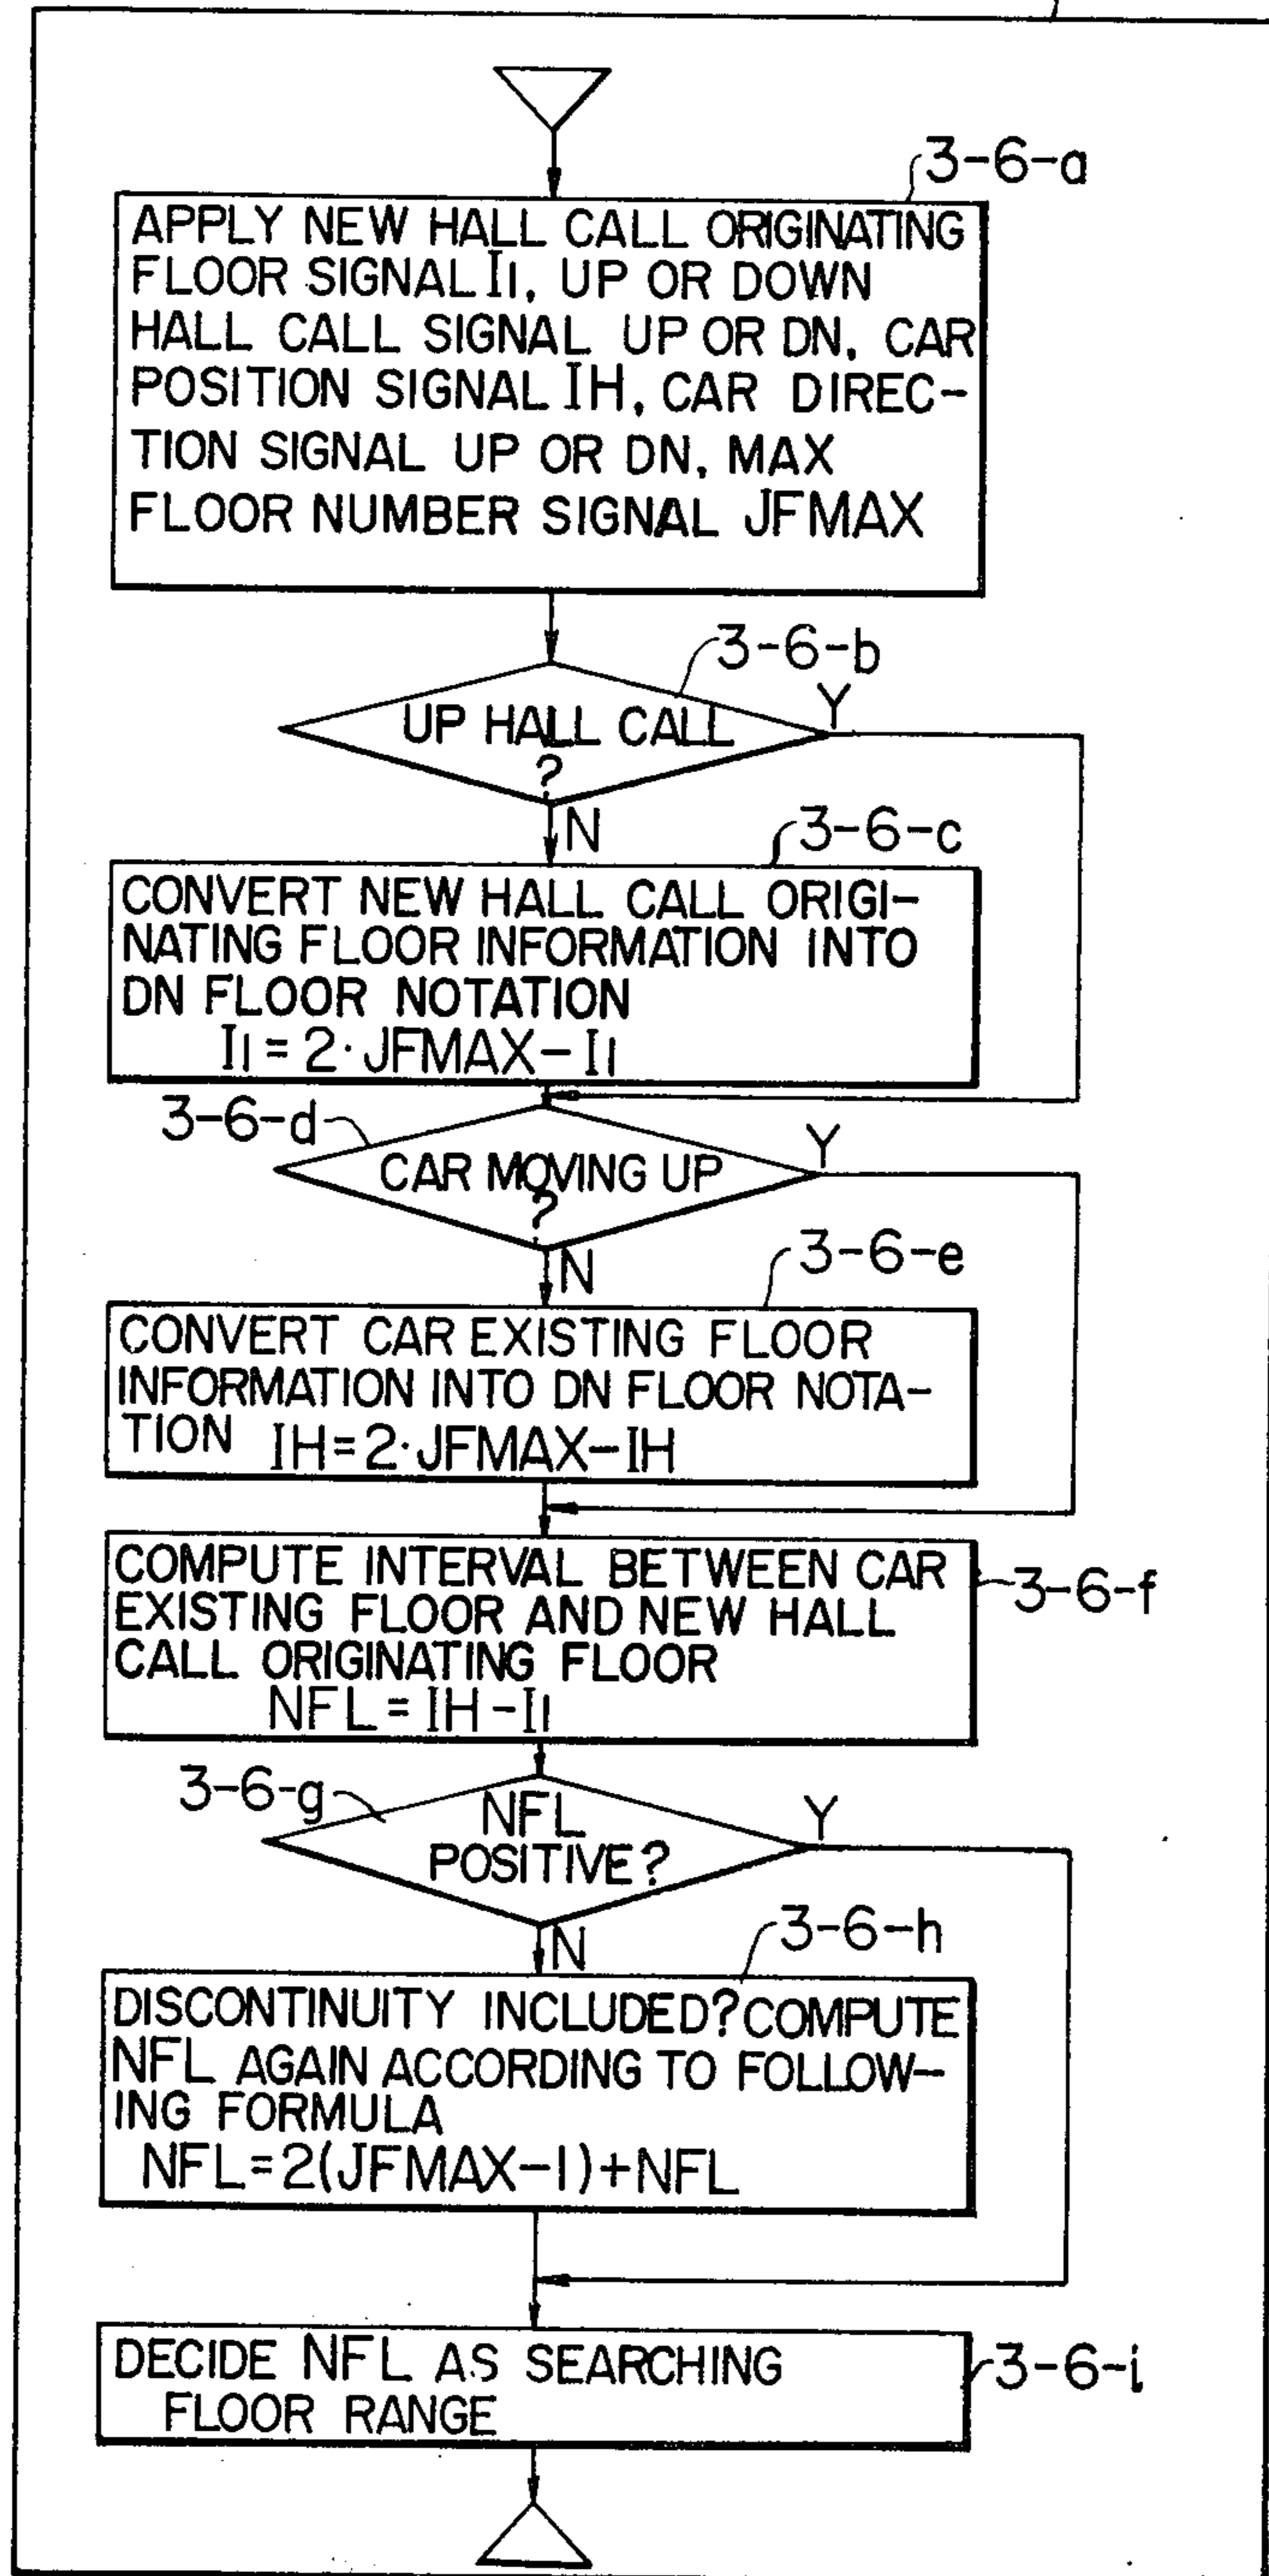 3-6-a
APPLY NEW HALL CALL ORIGINATING
FLOOR SIGNAL I1, UP OR DOWN
HALL CALL SIGNAL UP OR DN, CAR
POSITION SIGNAL IH, CAR DIREC-
TION SIGNAL UP OR DN, MAX
FLOOR NUMBER SIGNAL JFMAX
3-6-b
UP HALL CALL
?
Y
N
3-6-c
CONVERT NEW HALL CALL ORIGI-
NATING FLOOR INFORMATION INTO
DN FLOOR NOTATION
I1 = 2·JFMAX-I1
3-6-d
CAR MOVING UP
?
Y
N
3-6-e
CONVERT CAR EXISTING FLOOR
INFORMATION INTO DN FLOOR NOTA-
TION IH=2·JFMAX-IH
COMPUTE INTERVAL BETWEEN CAR
EXISTING FLOOR AND NEW HALL
CALL ORIGINATING FLOOR
NFL = IH-I1
3-6-f
3-6-g
NFL
POSITIVE?
Y
N
3-6-h
DISCONTINUITY INCLUDED? COMPUTE
NFL AGAIN ACCORDING TO FOLLOW-
ING FORMULA
NFL=2(JFMAX-1)+NFL
DECIDE NFL AS SEARCHING
FLOOR RANGE
3-6-i